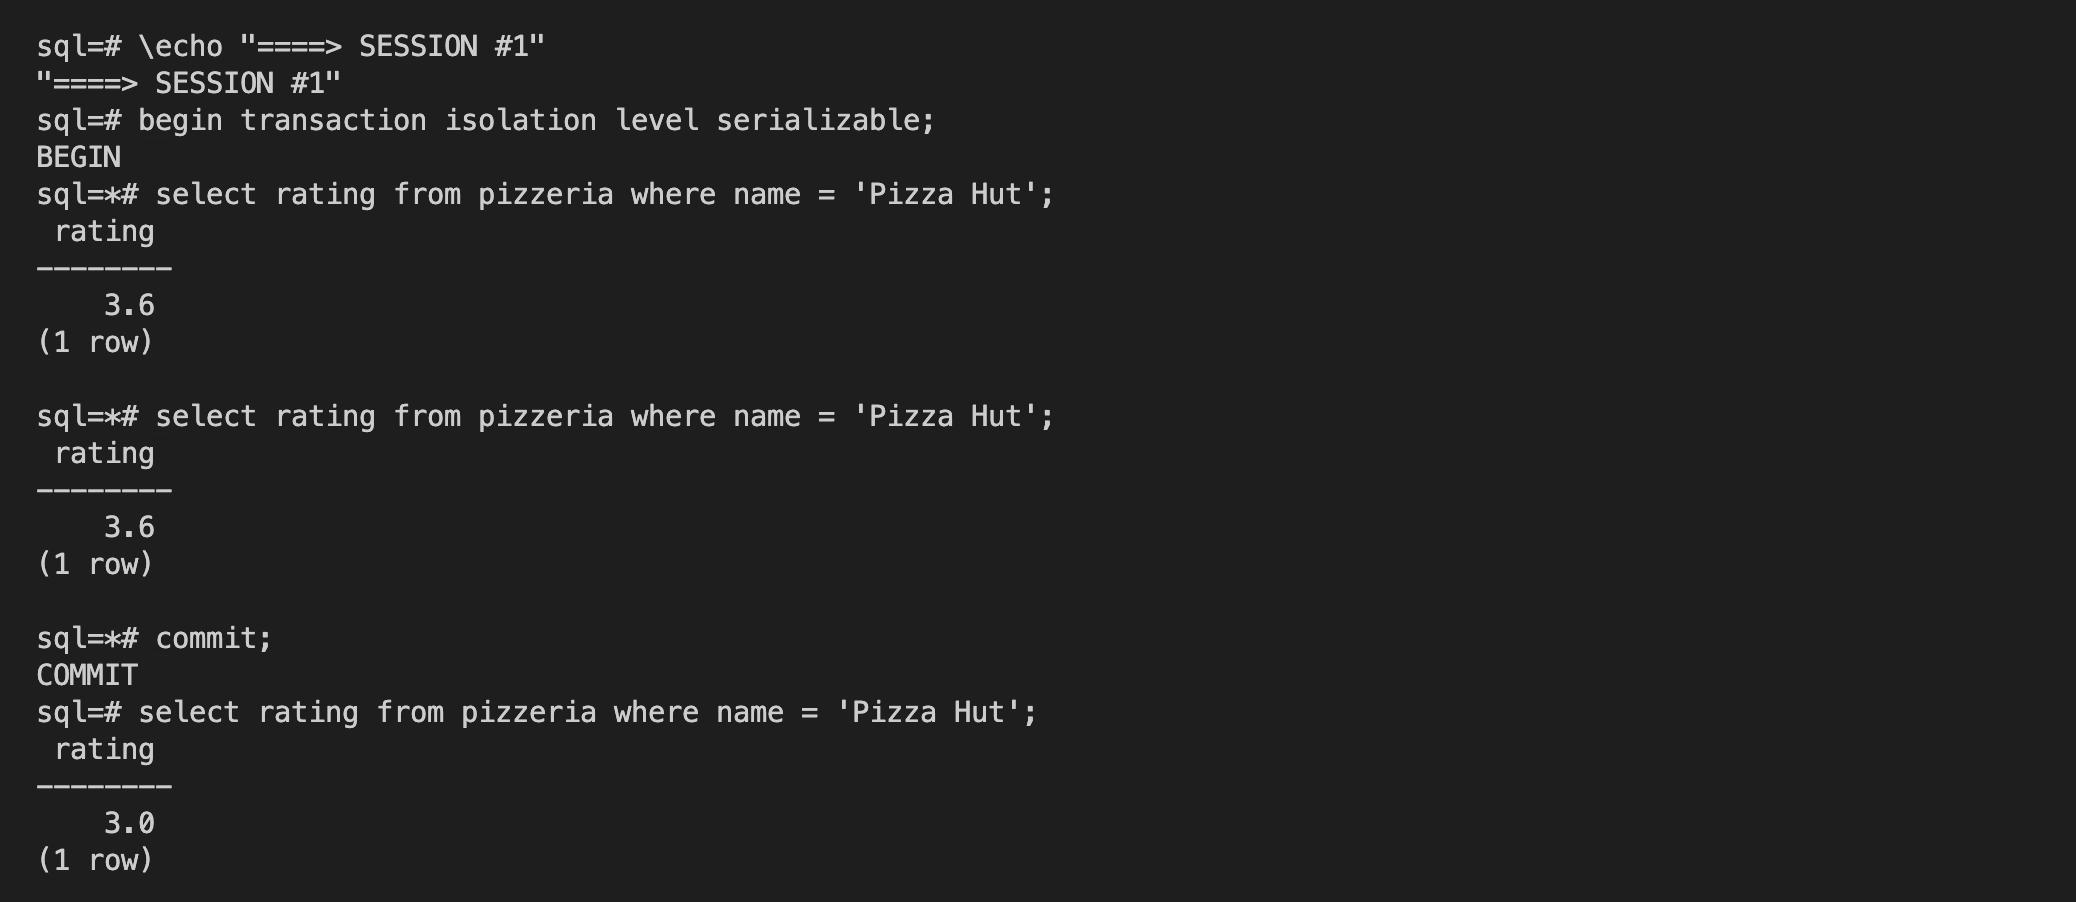 sql=# \echo "====> SESSION #1"
"====> SESSION #1"
sql=# begin transaction isolation level serializable;
BEGIN
sql=*# select rating from pizzeria where name = 'Pizza Hut';
 rating
--------
    3.6
(1 row)

sql=*# select rating from pizzeria where name = 'Pizza Hut';
 rating
--------
    3.6
(1 row)

sql=*# commit;
COMMIT
sql=# select rating from pizzeria where name = 'Pizza Hut';
 rating
--------
    3.0
(1 row)